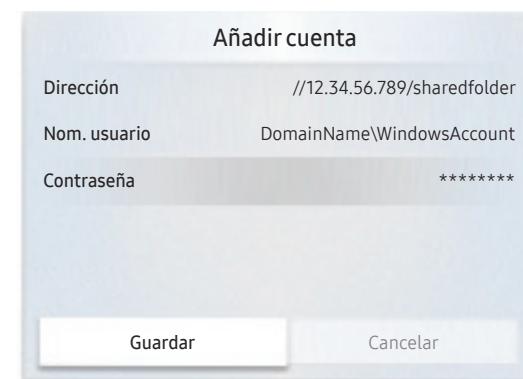 Añadir cuenta
Dirección //12.34.56.789/sharedfolder
Nom. usuario DomainName\WindowsAccount
Contraseña ********
Guardar Cancelar